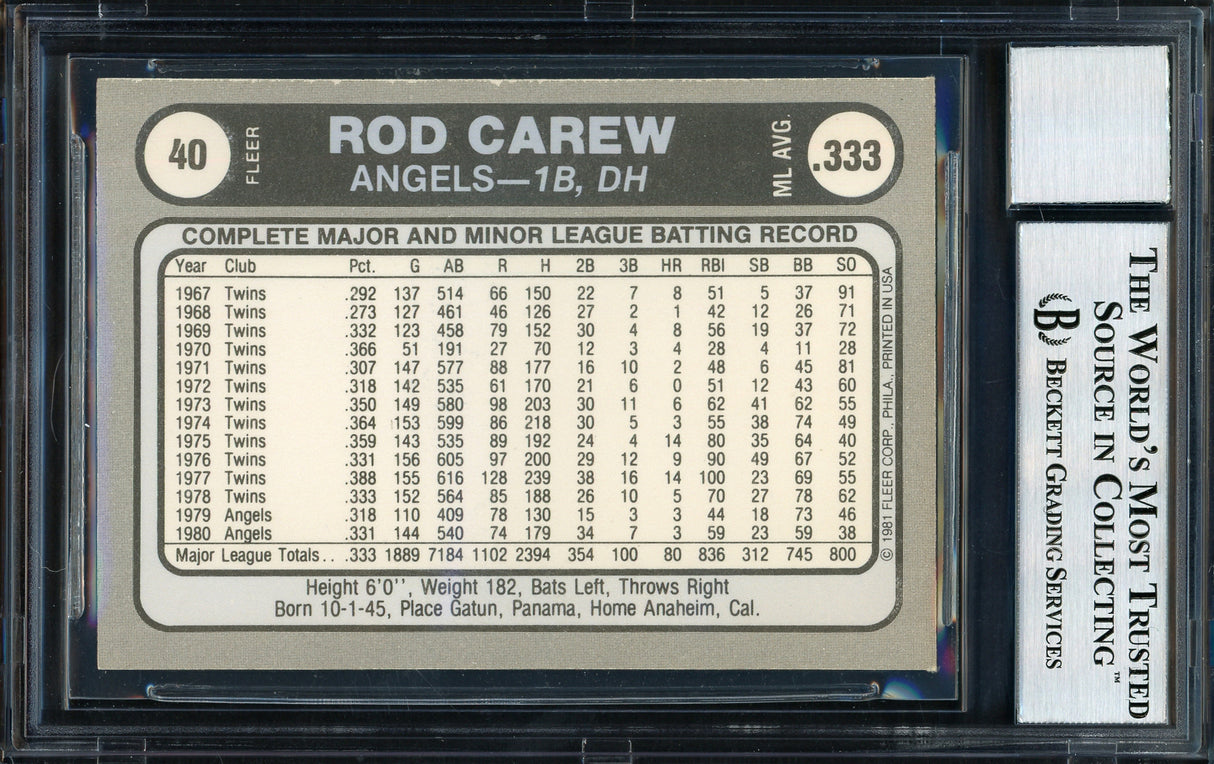 40
FLEER
ROD CAREW
ANGELS—1B, DH
ML AVG.
.333
COMPLETE MAJOR AND MINOR LEAGUE BATTING RECORD
Year Club Pct. G AB R H 2B 3B HR RBI SB BB SO
1967 Twins .292 137 514 66 150 22 7 8 51 5 37 91
1968 Twins .273 127 461 46 126 27 2 1 42 12 26 71
1969 Twins .332 123 458 79 152 30 4 8 56 19 37 72
1970 Twins .366 51 191 27 70 12 3 4 28 4 11 28
1971 Twins .307 147 577 88 177 16 10 2 48 6 45 81
1972 Twins .318 142 535 61 170 21 6 0 51 12 43 60
1973 Twins .350 149 580 98 203 30 11 6 62 41 62 55
1974 Twins .364 153 599 86 218 30 5 3 55 38 74 49
1975 Twins .359 143 535 89 192 24 4 14 80 35 64 40
1976 Twins .331 156 605 97 200 29 12 9 90 49 67 52
1977 Twins .388 155 616 128 239 38 16 14 100 23 69 55
1978 Twins .333 152 564 85 188 26 10 5 70 27 78 62
1979 Angels .318 110 409 78 130 15 3 3 44 18 73 46
1980 Angels .331 144 540 74 179 34 7 3 59 23 59 38
Major League Totals . . .333 1889 7184 1102 2394 354 100 80 836 312 745 800
Height 6'0'', Weight 182, Bats Left, Throws Right
Born 10-1-45, Place Gatun, Panama, Home Anaheim, Cal.
© 1981 FLEER CORP., PHILA., PRINTED IN USA
THE WORLD'S MOST TRUSTED
SOURCE IN COLLECTING™
B BECKETT GRADING SERVICES